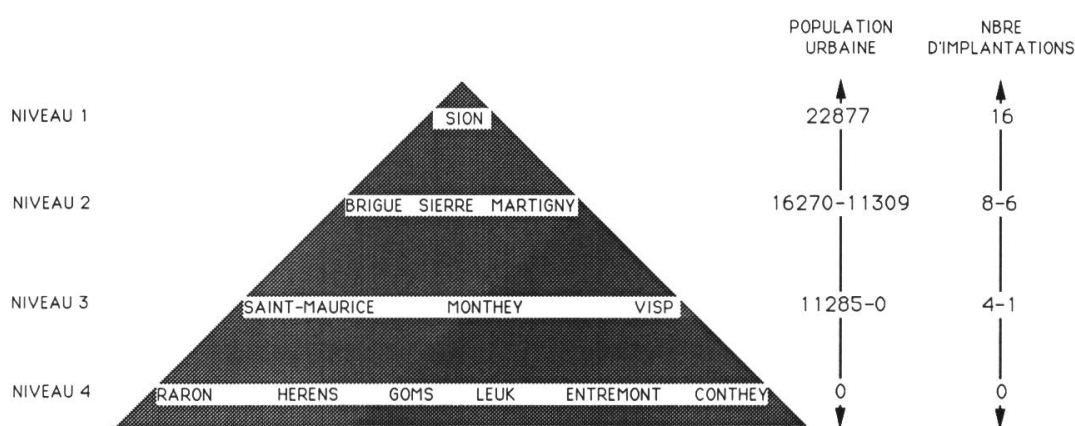 POPULATION URBAINE
NBRE D'IMPLANTATIONS
NIVEAU 1 SION 22877 16
NIVEAU 2 BRIGUE SIERRE MARTIGNY 16270-11309 8-6
NIVEAU 3 SAINT-MAURICE MONTHEY VISP 11285-0 4-1
NIVEAU 4 RARON HERENS GOMS LEUK ENTREMONT CONTHEY 0 0